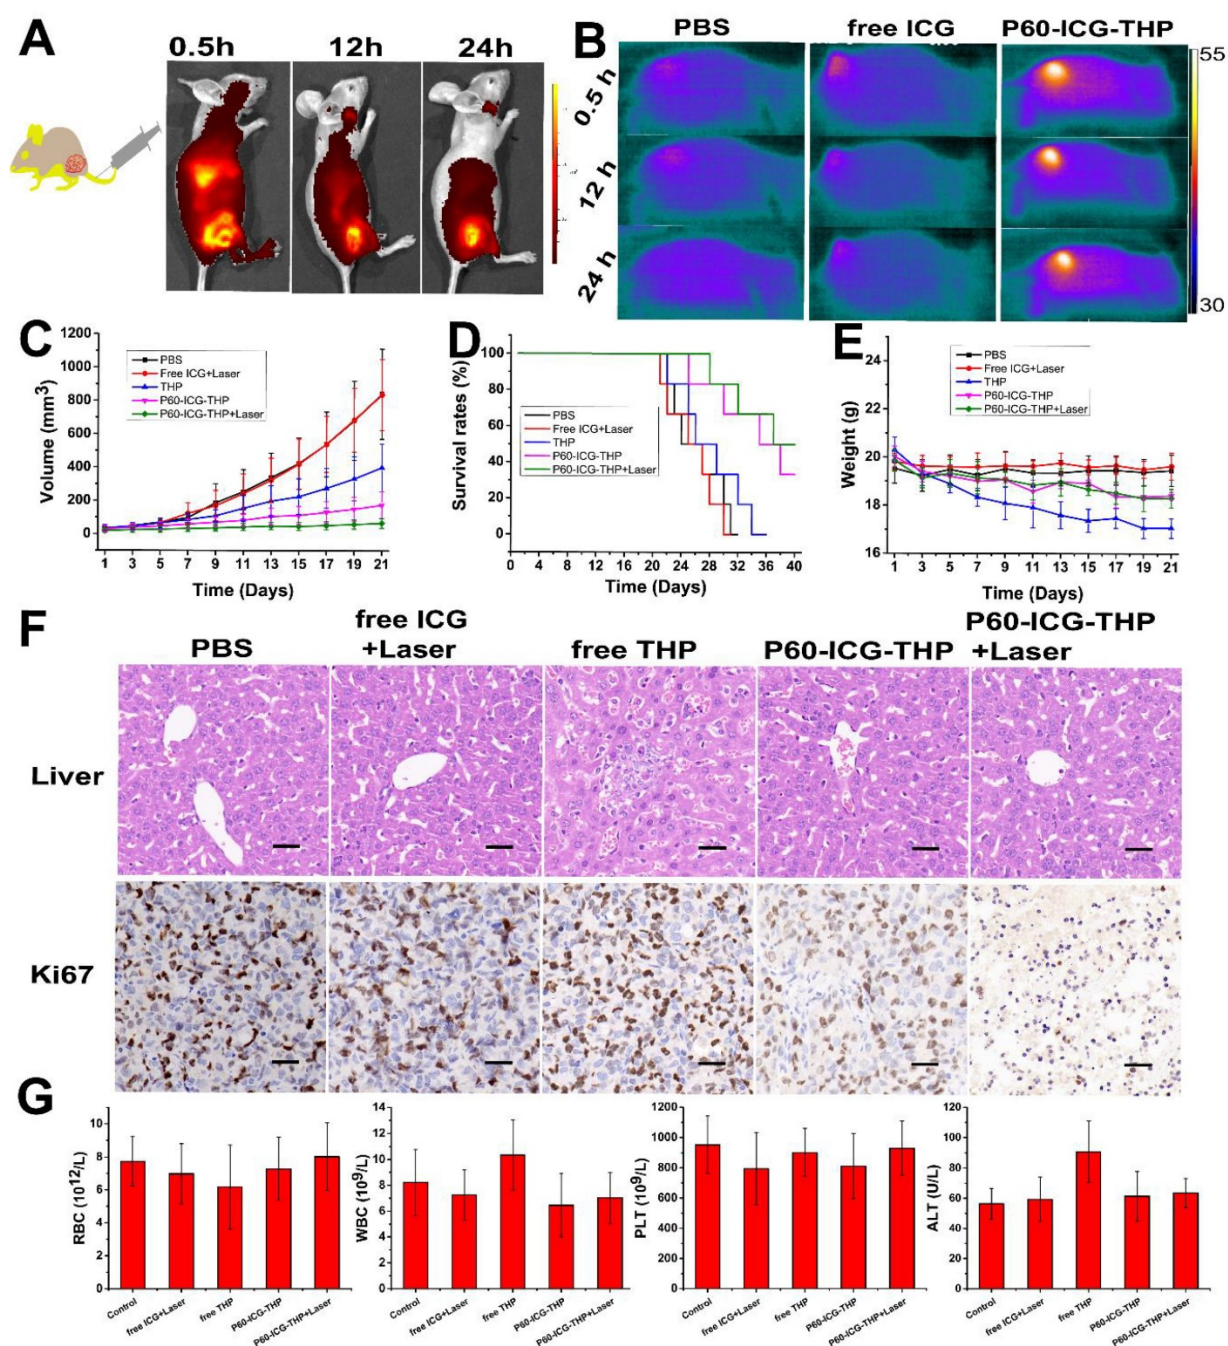 A
0.5h 12h 24h
B
PBS free ICG P60-ICG-THP
0.5 h
12 h
24 h
55
30
C
Volume (mm3)
1200
1000
800
600
400
200
0
PBS
Free ICG+Laser
THP
P60-ICG-THP
P60-ICG-THP+Laser
1 3 5 7 9 11 13 15 17 19 21
Time (Days)
D
Survival rates (%)
100
80
60
40
20
0
PBS
Free ICG+Laser
THP
P60-ICG-THP
P60-ICG-THP+Laser
0 4 8 12 16 20 24 28 32 36 40
Time (Days)
E
Weight (g)
24
22
20
18
16
PBS
Free ICG+Laser
THP
P60-ICG-THP
P60-ICG-THP+Laser
1 3 5 7 9 11 13 15 17 19 21
Time (Days)
F
PBS
free ICG
+Laser
free THP
P60-ICG-THP
P60-ICG-THP
+Laser
Liver
Ki67
G
RBC (10¹²/L)
10
8
6
4
2
0
Control
free ICG+Laser
free THP
P60-ICG-THP
P60-ICG-THP+Laser
WBC (10⁹/L)
14
12
10
8
6
4
2
0
Control
free ICG+Laser
free THP
P60-ICG-THP
P60-ICG-THP+Laser
PLT (10⁹/L)
1200
1000
800
600
400
200
0
Control
free ICG+Laser
free THP
P60-ICG-THP
P60-ICG-THP+Laser
ALT (U/L)
120
100
80
60
40
20
0
Control
free ICG+Laser
free THP
P60-ICG-THP
P60-ICG-THP+Laser